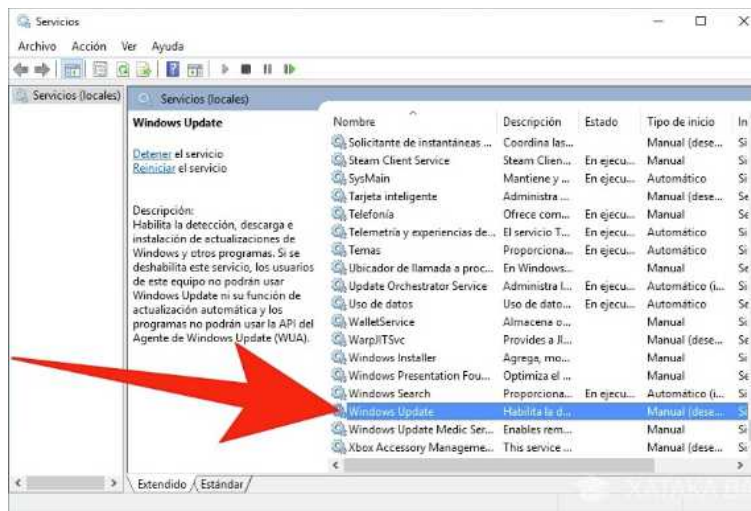 Servicios
Archivo Acción Ver Ayuda
Servicios (locales)
Servicios (locales)
Windows Update
Detener el servicio
Reiniciar el servicio
Descripción:
Habilita la detección, descarga e
instalación de actualizaciones de
Windows y otros programas. Si se
deshabilita este servicio, los usuarios
de este equipo no podrán usar
Windows Update ni su función de
actualización automática y los
programas no podrán usar la API del
Agente de Windows Update (WUA).
Nombre Descripción Estado Tipo de inicio In
Solicitante de instantáneas ... Coordina las... Manual (dese... Si
Steam Client Service Steam Clien... En ejecu... Manual Si
SysMain Mantiene y ... En ejecu... Automático Si
Tarjeta inteligente Administra ... Manual (dese... Se
Telefonía Ofrece com... En ejecu... Manual Se
Telemetría y experiencias de... El servicio T... En ejecu... Automático Si
Temas Proporciona... En ejecu... Automático Si
Ubicador de llamada a proc... En Windows... Manual Se
Update Orchestrator Service Administra l... En ejecu... Automático (i... Si
Uso de datos Uso de dato... En ejecu... Automático Se
WalletService Almacena o... Manual Si
WarpJITSvc Provides a JI... Manual (dese... Se
Windows Installer Agrega, mo... Manual Si
Windows Presentation Fou... Optimiza el ... Manual Se
Windows Search Proporciona... En ejecu... Automático (i... Si
Windows Update Habilita la d... Manual (dese... Si
Windows Update Medic Ser... Enables rem... Manual Si
Xbox Accessory Manageme... This service ... Manual (dese... Si
Extendido Estándar
XATAKA